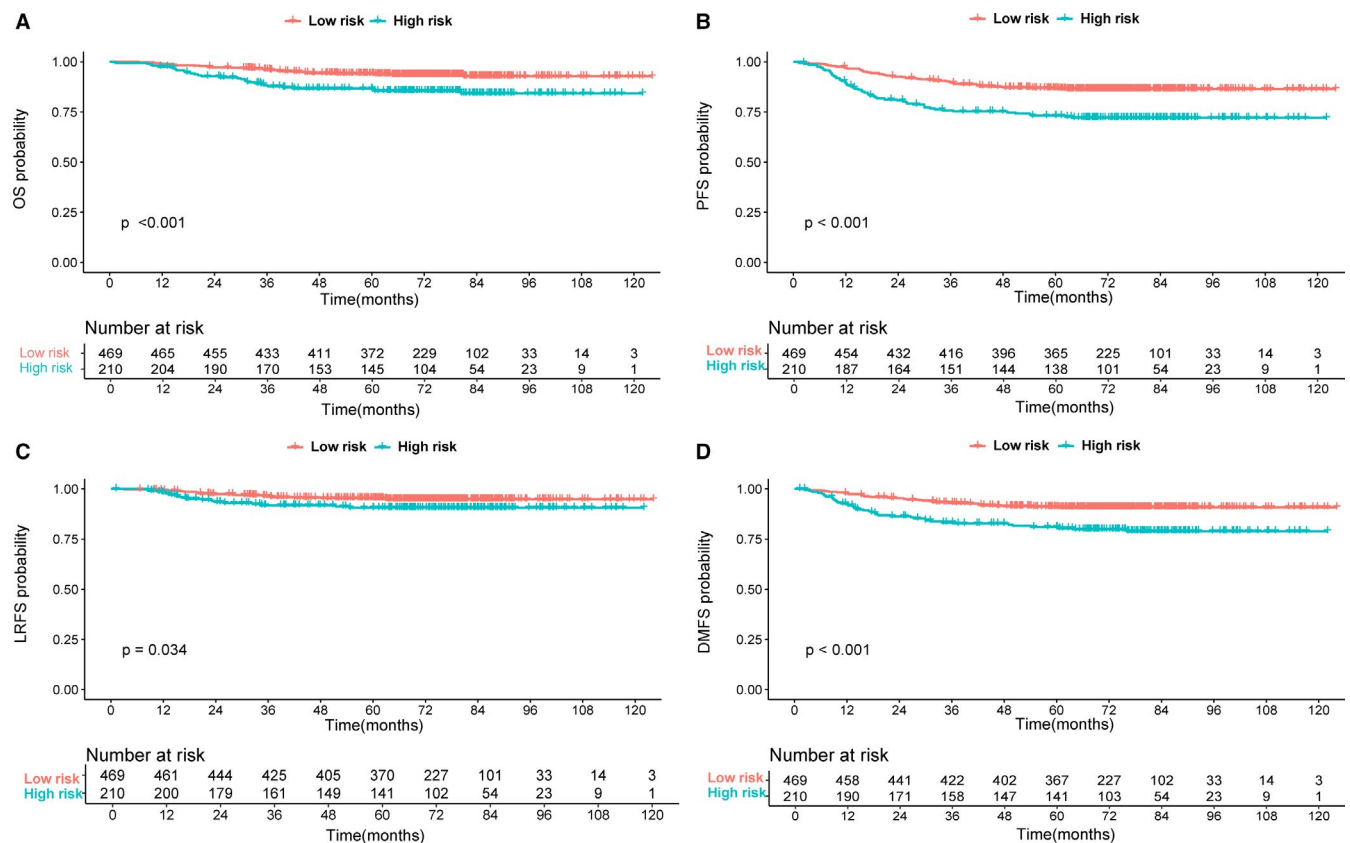 A
Low risk High risk
1.00
0.75
0.50
0.25
0.00
OS probability
p <0.001
0 12 24 36 48 60 72 84 96 108 120
Time(months)
Number at risk
Low risk 469 465 455 433 411 372 229 102 33 14 3
High risk 210 204 190 170 153 145 104 54 23 9 1
0 12 24 36 48 60 72 84 96 108 120
Time(months)
B
Low risk High risk
1.00
0.75
0.50
0.25
0.00
PFS probability
p < 0.001
0 12 24 36 48 60 72 84 96 108 120
Time(months)
Number at risk
Low risk 469 454 432 416 396 365 225 101 33 14 3
High risk 210 187 164 151 144 138 101 54 23 9 1
0 12 24 36 48 60 72 84 96 108 120
Time(months)
C
Low risk High risk
1.00
0.75
0.50
0.25
0.00
LRFS probability
p = 0.034
0 12 24 36 48 60 72 84 96 108 120
Time(months)
Number at risk
Low risk 469 461 444 425 405 370 227 101 33 14 3
High risk 210 200 179 161 149 141 102 54 23 9 1
0 12 24 36 48 60 72 84 96 108 120
Time(months)
D
Low risk High risk
1.00
0.75
0.50
0.25
0.00
DMFS probability
p < 0.001
0 12 24 36 48 60 72 84 96 108 120
Time(months)
Number at risk
Low risk 469 458 441 422 402 367 227 102 33 14 3
High risk 210 190 171 158 147 141 103 54 23 9 1
0 12 24 36 48 60 72 84 96 108 120
Time(months)